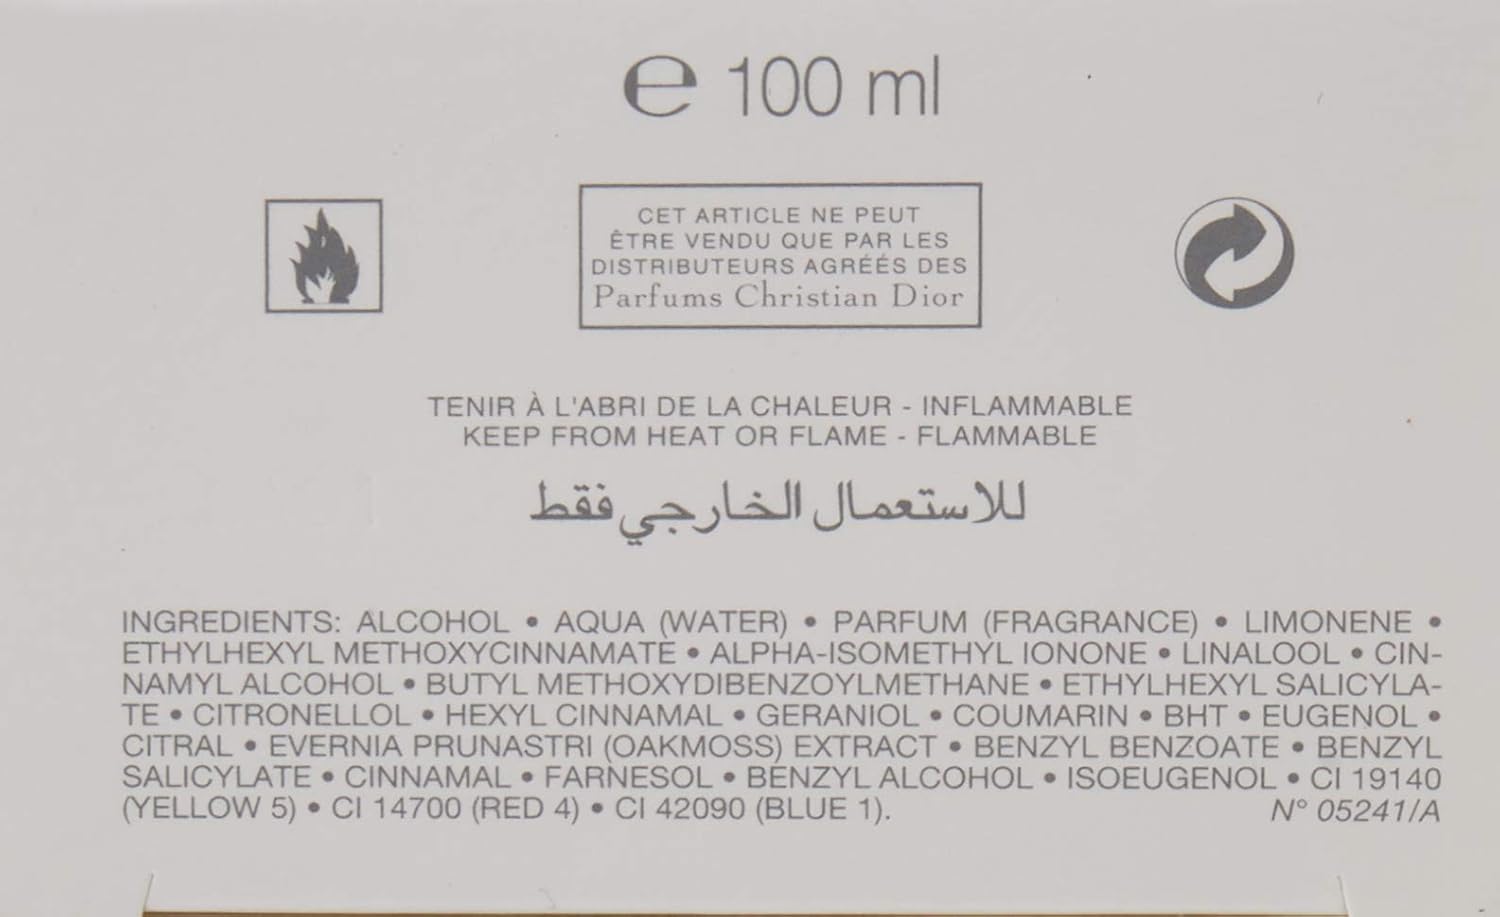 e 100 ml
CET ARTICLE NE PEUT
ÊTRE VENDU QUE PAR LES
DISTRIBUTEURS AGRÉÉS DES
Parfums Christian Dior
TENIR À L'ABRI DE LA CHALEUR - INFLAMMABLE
KEEP FROM HEAT OR FLAME - FLAMMABLE
للاستعمال الخارجي فقط
INGREDIENTS: ALCOHOL • AQUA (WATER) • PARFUM (FRAGRANCE) • LIMONENE •
ETHYLHEXYL METHOXYCINNAMATE • ALPHA-ISOMETHYL IONONE • LINALOOL • CIN-
NAMYL ALCOHOL • BUTYL METHOXYDIBENZOYLMETHANE • ETHYLHEXYL SALICYLA-
TE • CITRONELLOL • HEXYL CINNAMAL • GERANIOL • COUMARIN • BHT • EUGENOL •
CITRAL • EVERNIA PRUNASTRI (OAKMOSS) EXTRACT • BENZYL BENZOATE • BENZYL
SALICYLATE • CINNAMAL • FARNESOL • BENZYL ALCOHOL • ISOEUGENOL • CI 19140
(YELLOW 5) • CI 14700 (RED 4) • CI 42090 (BLUE 1). N° 05241/A